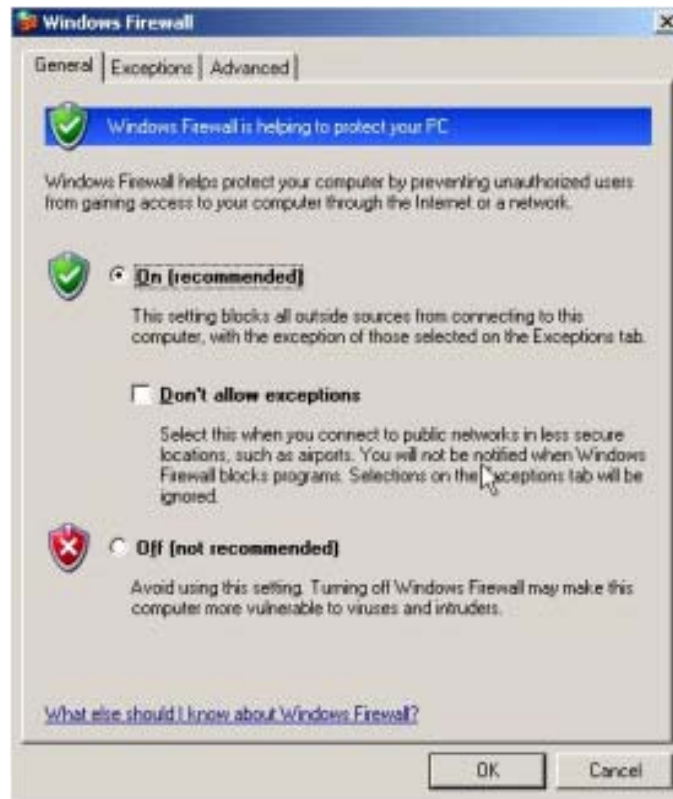 Windows Firewall
General Exceptions Advanced
Windows Firewall is helping to protect your PC
Windows Firewall helps protect your computer by preventing unauthorized users
from gaining access to your computer through the Internet or a network.
On (recommended)
This setting blocks all outside sources from connecting to this
computer, with the exception of those selected on the Exceptions tab.
Don't allow exceptions
Select this when you connect to public networks in less secure
locations, such as airports. You will not be notified when Windows
Firewall blocks programs. Selections on the Exceptions tab will be
ignored.
Off (not recommended)
Avoid using this setting. Turning off Windows Firewall may make this
computer more vulnerable to viruses and intruders.
What else should I know about Windows Firewall?
OK Cancel